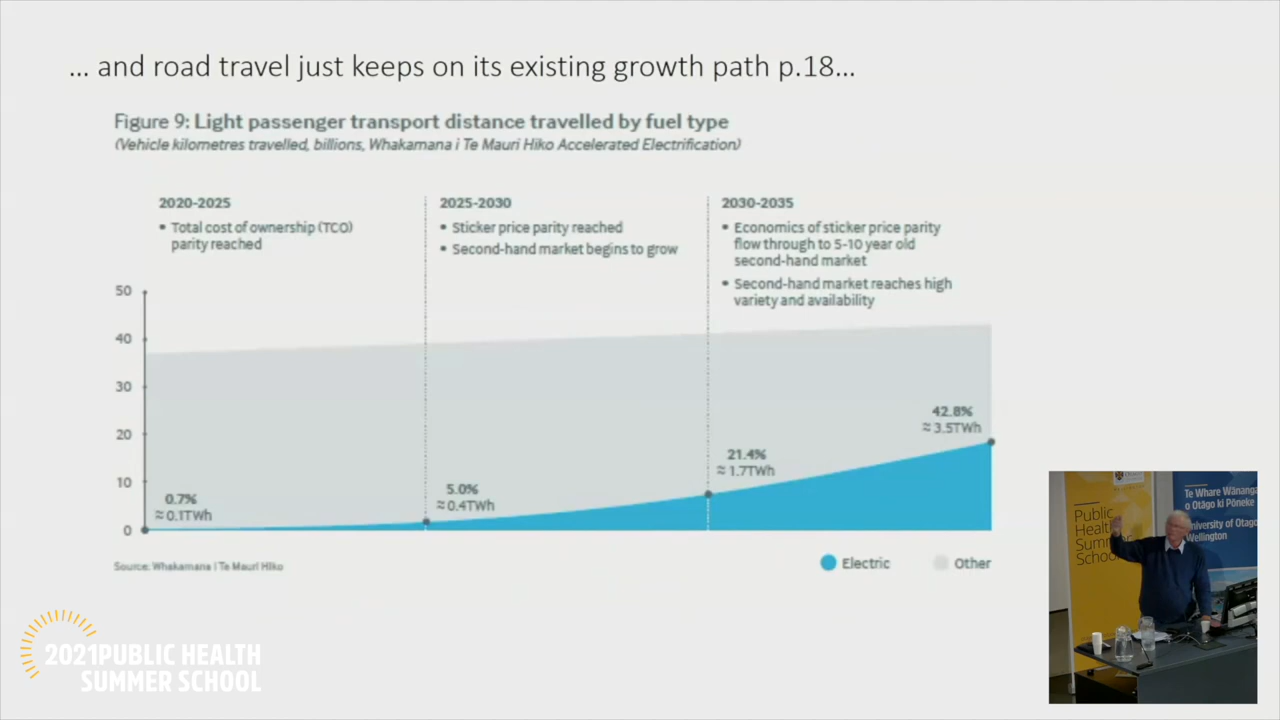 ... and road travel just keeps on its existing growth path p.18...
Figure 9: Light passenger transport distance travelled by fuel type
(Vehicle kilometres travelled, billions, Whakamana i Te Mauri Hiko Accelerated Electrification)
2020-2025
• Total cost of ownership (TCO)
parity reached
2025-2030
• Sticker price parity reached
• Second-hand market begins to grow
2030-2035
• Economics of sticker price parity
flow through to 5-10 year old
second-hand market
• Second-hand market reaches high
variety and availability
50
40
30
20
10
0
0.7%
≈ 0.1TWh
5.0%
≈ 0.4TWh
21.4%
≈ 1.7TWh
42.8%
≈ 3.5TWh
Source: Whakamana i Te Mauri Hiko
Electric
Other
2021PUBLIC HEALTH
SUMMER SCHOOL
Public
Health
Summer
School
Te Whare Wānanga
o Otāgo ki Pōneke
University of Otago
Wellington